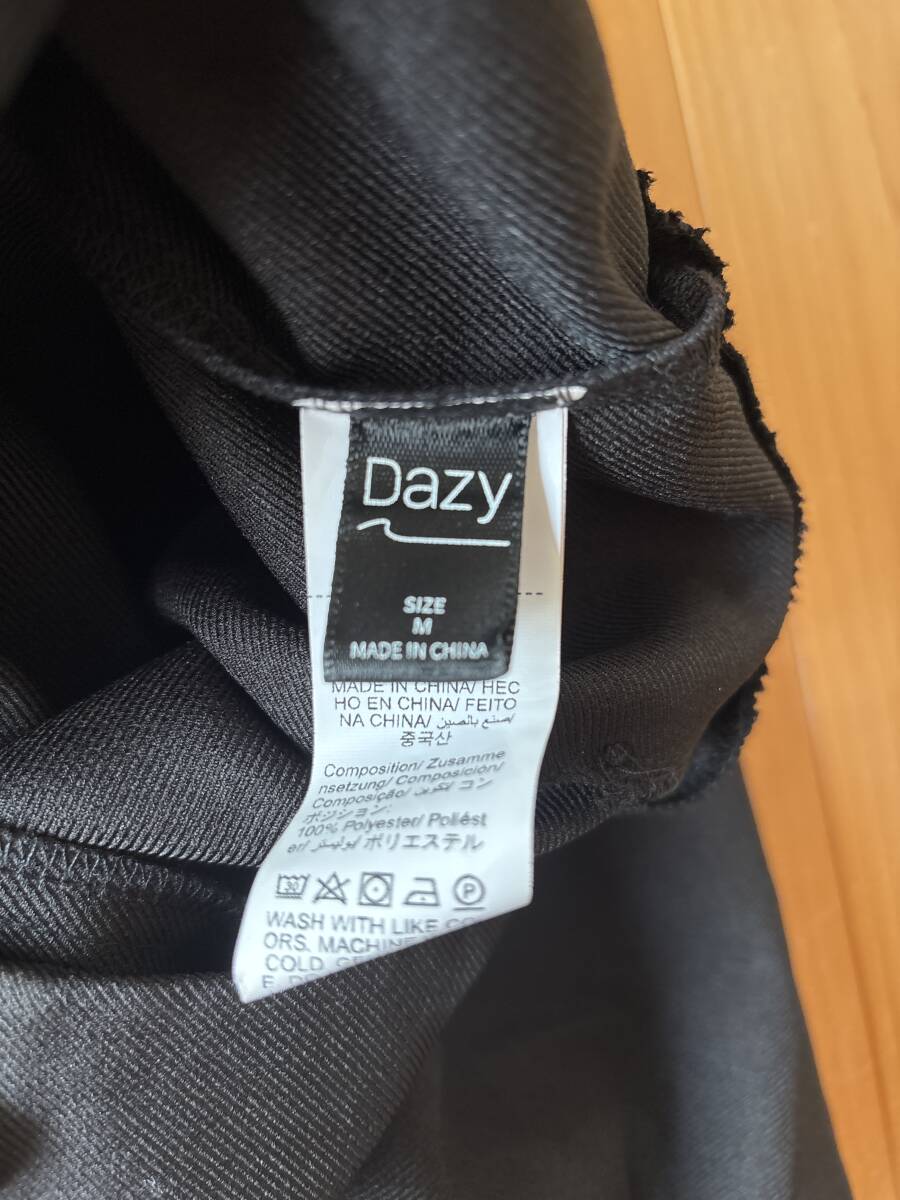 Dazy
SIZE
M
MADE IN CHINA
MADE IN CHINA/ HEC
HO EN CHINA/ FEITO
NA CHINA/ صنع بالصين/
중국산
Composition/ Zusamme
nsetzung/ Composición/
Composição/ تكوين/ コン
ポジション:
100% Polyester/ Poliést
er/ بوليستر/ ポリエステル
30
P
WASH WITH LIKE
ORS. MACHINE
COLD